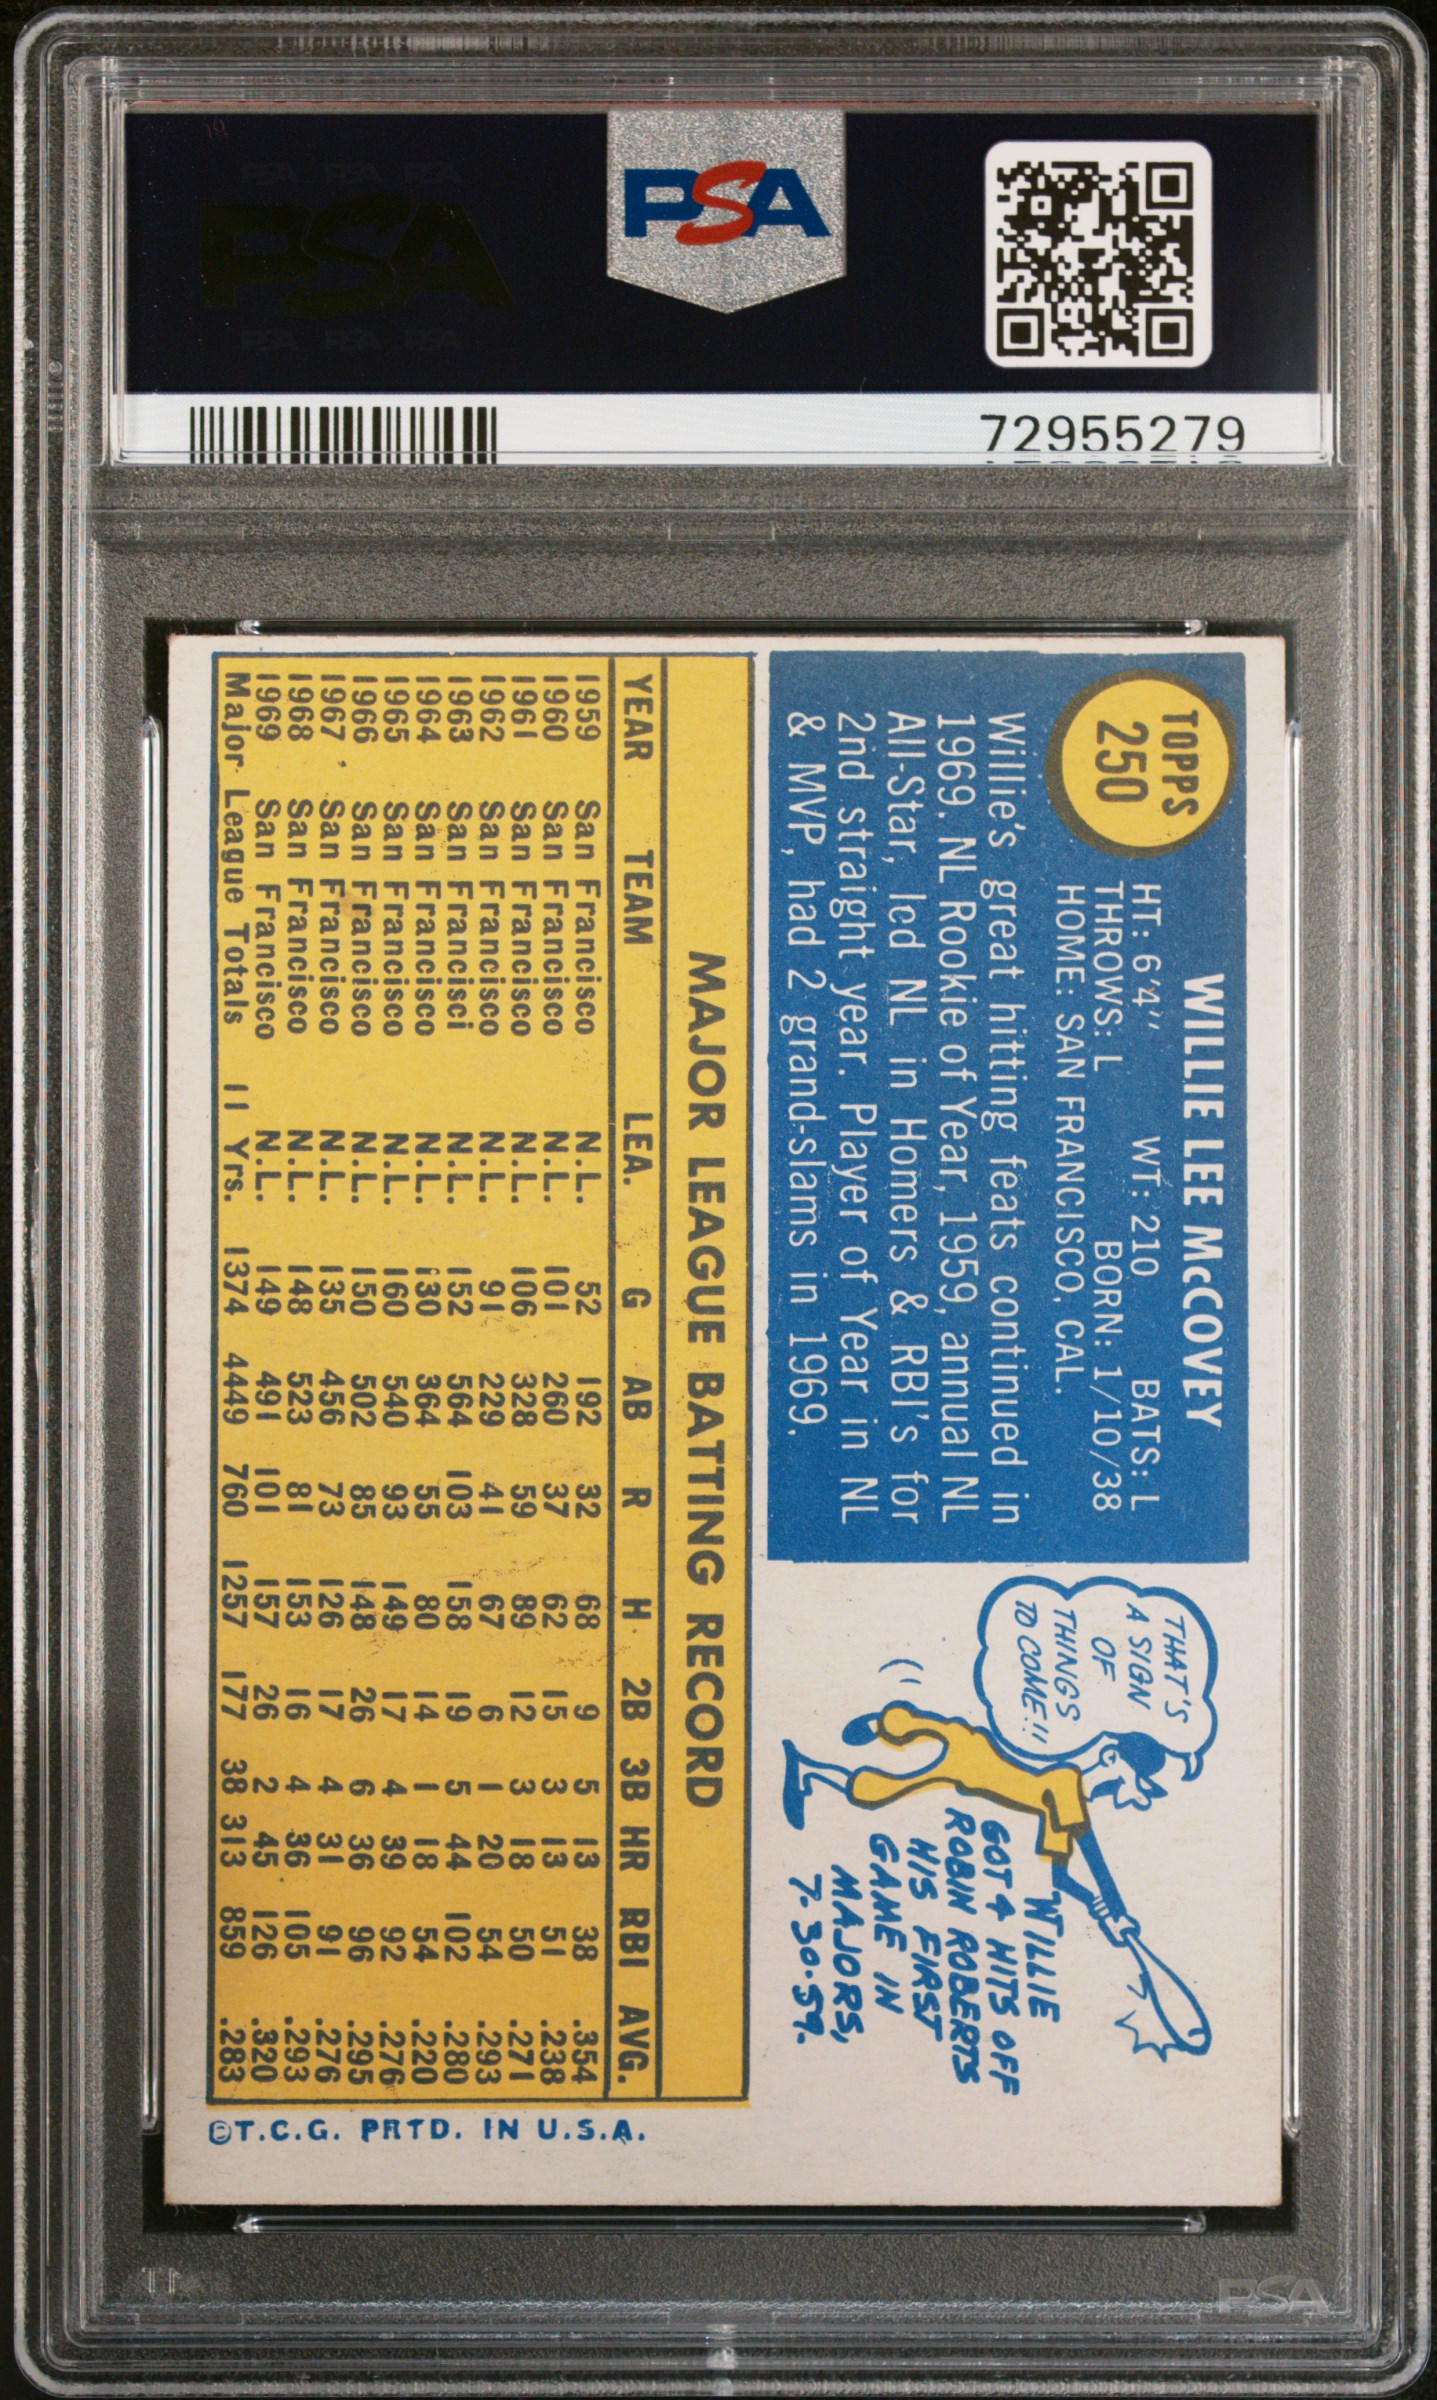 PSA
72955279
TOPPS
250
WILLIE LEE McCOVEY
HT: 6'4" WT: 210 BATS: L
THROWS: L BORN: 1/10/38
HOME: SAN FRANCISCO, CAL.
Willie's great hitting feats continued in
1969. NL Rookie of Year, 1959, annual NL
All-Star, led NL in Homers & RBI's for
2nd straight year. Player of Year in NL
& MVP, had 2 grand-slams in 1969.
THAT'S
A SIGN
OF
THINGS
TO COME!!
WILLIE
GOT 4 HITS OFF
ROBIN ROBERTS
HIS FIRST
GAME IN
MAJORS,
7-30-59.
MAJOR LEAGUE BATTING RECORD
YEAR TEAM LEA. G AB R H 2B 3B HR RBI AVG.
1959 San Francisco N.L. 52 192 32 68 9 5 13 38 .354
1960 San Francisco N.L. 101 260 37 62 15 3 13 51 .238
1961 San Francisco N.L. 106 328 59 89 12 3 18 50 .271
1962 San Francisco N.L. 91 229 41 67 6 1 20 54 .293
1963 San Francisci N.L. 152 564 103 158 19 5 44 102 .280
1964 San Francisco N.L. 130 364 55 80 14 1 18 54 .220
1965 San Francisco N.L. 160 540 93 149 17 4 39 92 .276
1966 San Francisco N.L. 150 502 85 148 26 6 36 96 .295
1967 San Francisco N.L. 135 456 73 126 17 4 31 91 .276
1968 San Francisco N.L. 148 523 81 153 16 4 36 105 .293
1969 San Francisco N.L. 149 491 101 157 26 2 45 126 .320
Major League Totals 11 Yrs. 1374 4449 760 1257 177 38 313 859 .283
©T.C.G. PRTD. IN U.S.A.
PSA